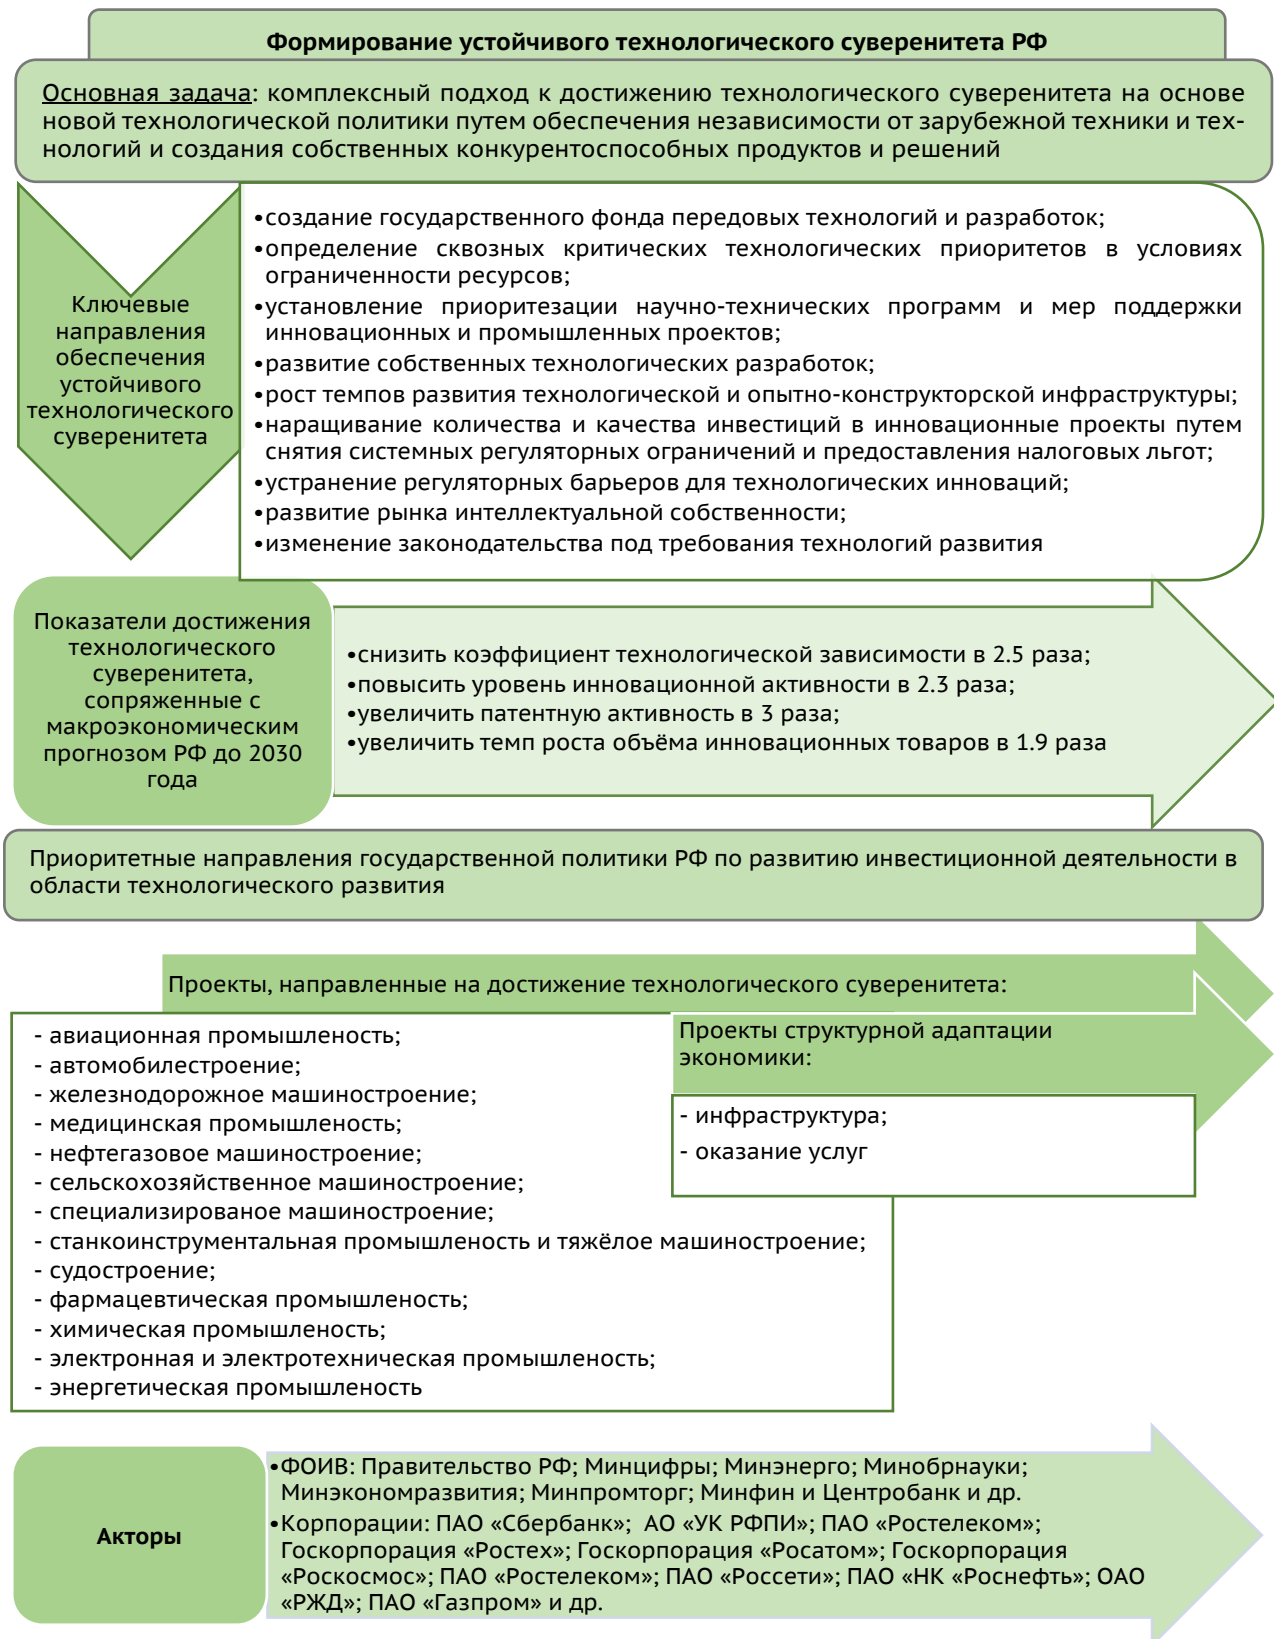 Формирование устойчивого технологического суверенитета РФ
Основная задача: комплексный подход к достижению технологического суверенитета на основе
новой технологической политики путем обеспечения независимости от зарубежной техники и тех-
нологий и создания собственных конкурентоспособных продуктов и решений
Ключевые
направления
обеспечения
устойчивого
технологического
суверенитета
•создание государственного фонда передовых технологий и разработок;
•определение сквозных критических технологических приоритетов в условиях
ограниченности ресурсов;
•установление приоритезации научно-технических программ и мер поддержки
инновационных и промышленных проектов;
•развитие собственных технологических разработок;
•рост темпов развития технологической и опытно-конструкторской инфраструктуры;
•наращивание количества и качества инвестиций в инновационные проекты путем
снятия системных регуляторных ограничений и предоставления налоговых льгот;
•устранение регуляторных барьеров для технологических инноваций;
•развитие рынка интеллектуальной собственности;
•изменение законодательства под требования технологий развития
Показатели достижения
технологического
суверенитета,
сопряженные с
макроэкономическим
прогнозом РФ до 2030
года
•снизить коэффициент технологической зависимости в 2.5 раза;
•повысить уровень инновационной активности в 2.3 раза;
•увеличить патентную активность в 3 раза;
•увеличить темп роста объёма инновационных товаров в 1.9 раза
Приоритетные направления государственной политики РФ по развитию инвестиционной деятельности в
области технологического развития
Проекты, направленные на достижение технологического суверенитета:
- авиационная промышленость;
- автомобилестроение;
- железнодорожное машиностроение;
- медицинская промышленость;
- нефтегазовое машиностроение;
- сельскохозяйственное машиностроение;
- специализированое машиностроение;
- станкоинструментальная промышленость и тяжёлое машиностроение;
- судостроение;
- фармацевтическая промышленость;
- химическая промышленость;
- электронная и электротехническая промышленость;
- энергетическая промышленость
Проекты структурной адаптации
экономики:
- инфраструктура;
- оказание услуг
Акторы
•ФОИВ: Правительство РФ; Минцифры; Минэнерго; Минобрнауки;
Минэкономразвития; Минпромторг; Минфин и Центробанк и др.
•Корпорации: ПАО «Сбербанк»; АО «УК РФПИ»; ПАО «Ростелеком»;
Госкорпорация «Ростех»; Госкорпорация «Росатом»; Госкорпорация
«Роскосмос»; ПАО «Ростелеком»; ПАО «Россети»; ПАО «НК «Роснефть»; ОАО
«РЖД»; ПАО «Газпром» и др.